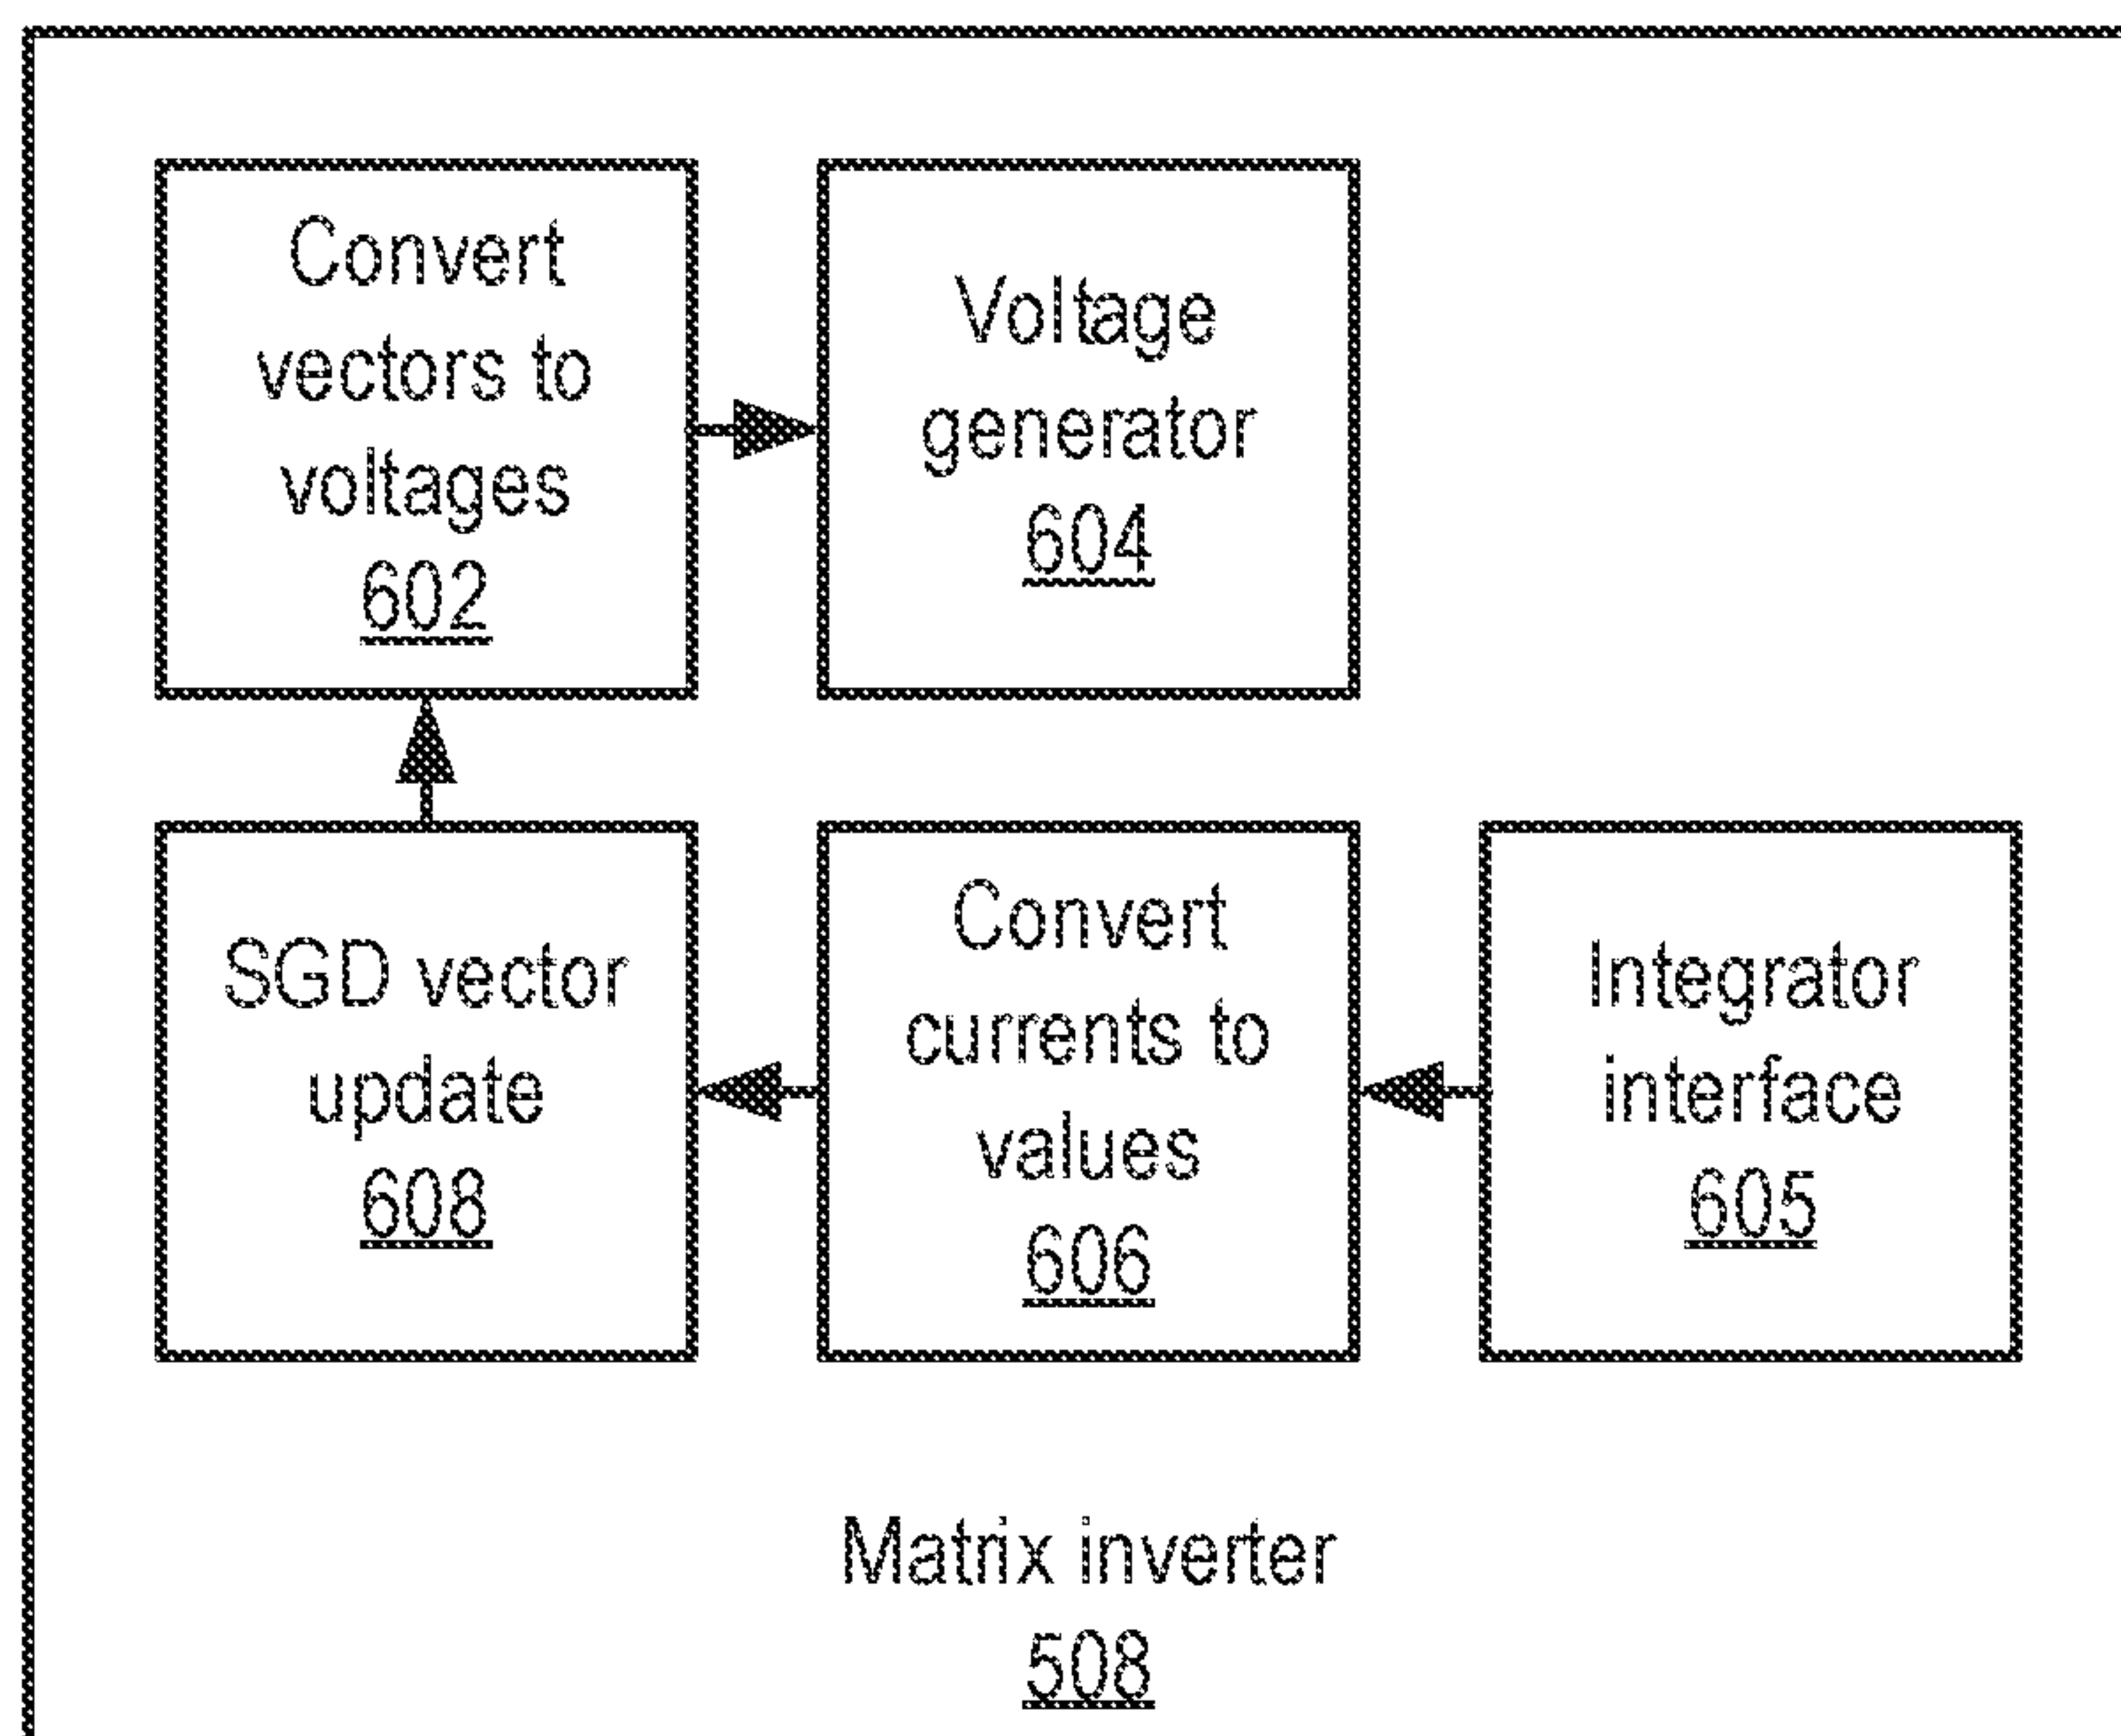 Convert
vectors to
voltages
602
Voltage
generator
604
SGD vector
update
608
Convert
currents to
values
606
Integrator
interface
605
Matrix inverter
508